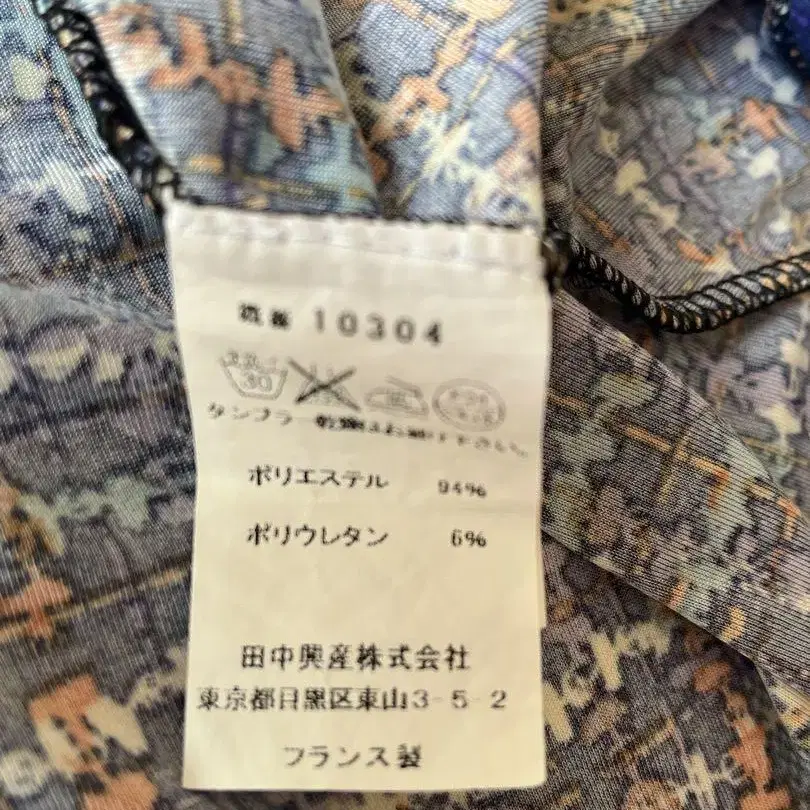 10304
30
タンブラー乾燥はお避け下さい。
ポリエステル 94%
ポリウレタン 6%
田中興産株式会社
東京都目黒区東山3-5-2
フランス製